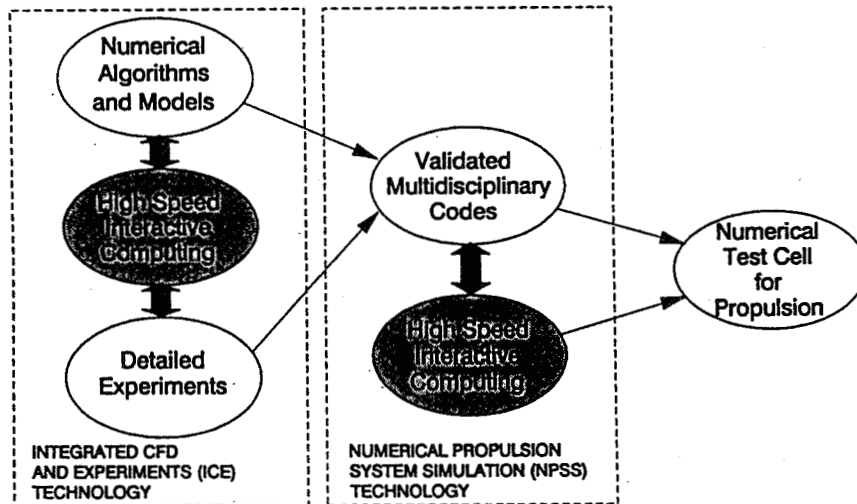 Numerical
Algorithms
and Models
High Speed
Interactive
Computing
Detailed
Experiments
INTEGRATED CFD
AND EXPERIMENTS (ICE)
TECHNOLOGY
Validated
Multidisciplinary
Codes
High Speed
Interactive
Computing
NUMERICAL PROPULSION
SYSTEM SIMULATION (NPSS)
TECHNOLOGY
Numerical
Test Cell
for
Propulsion